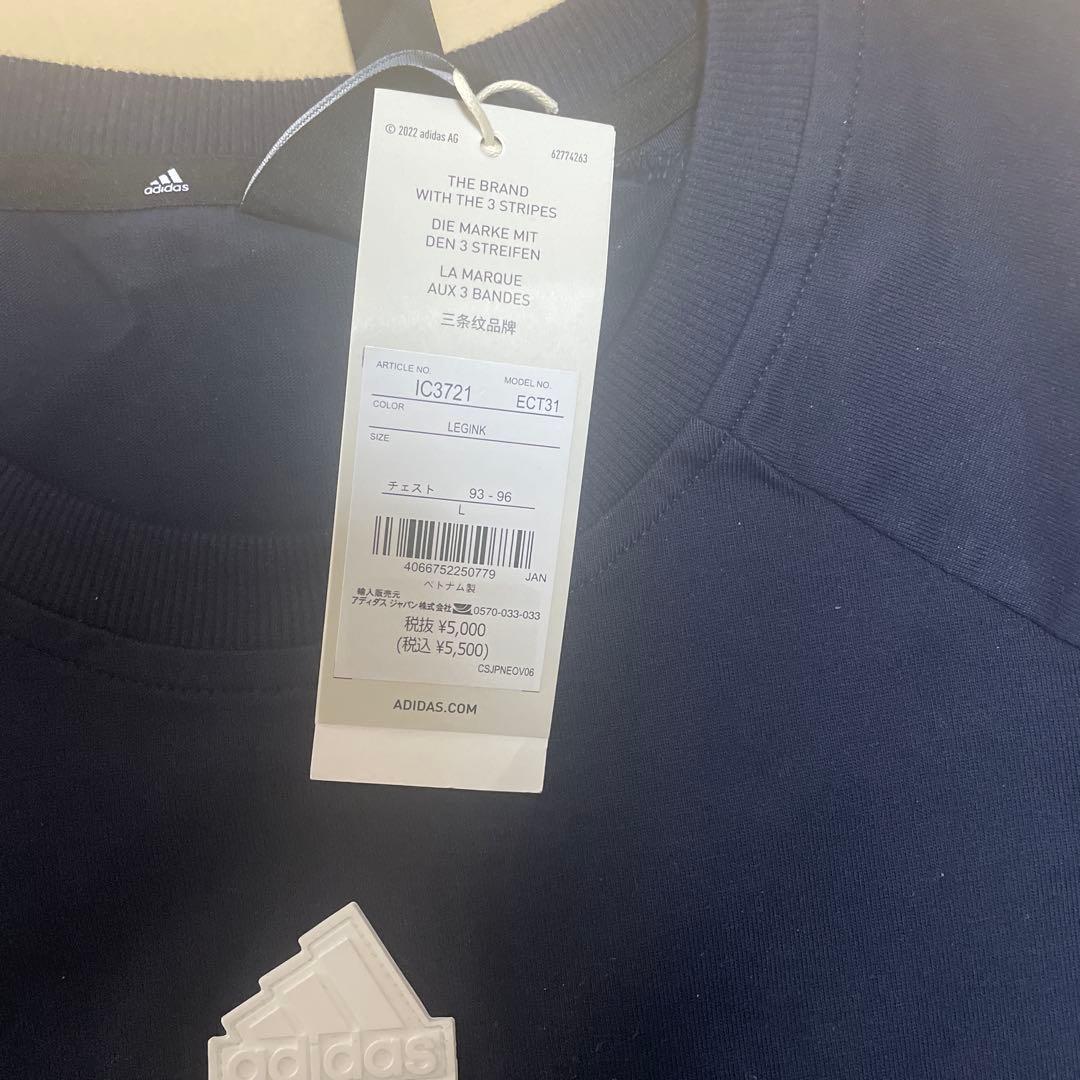 adidas
© 2022 adidas AG
62774263
THE BRAND
WITH THE 3 STRIPES
DIE MARKE MIT
DEN 3 STREIFEN
LA MARQUE
AUX 3 BANDES
三条纹品牌
ARTICLE NO.
IC3721
MODEL NO.
ECT31
COLOR
LEGINK
SIZE
チェスト 93 - 96
L
4066752250779 JAN
ベトナム製
輸入販売元
アディダス ジャパン株式会社 0570-033-033
税抜 ¥5,000
(税込 ¥5,500)
CSJPNEOV06
ADIDAS.COM
adidas